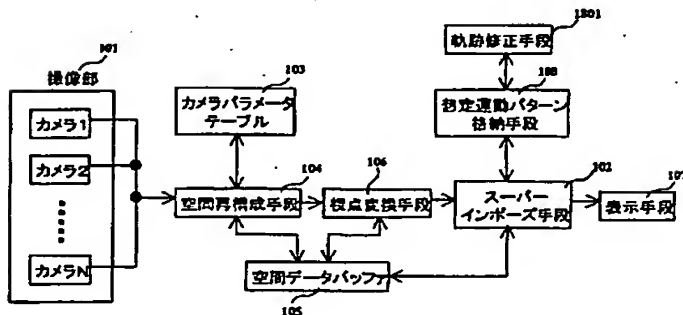 101
撮像部
カメラ1
カメラ2
カメラN
103
カメラパラメータ
テーブル
104
空間再構成手段
106
視点変換手段
空間データバッファ
105
1801
軌跡修正手段
108
想定運動パターン
格納手段
102
スーパー
インポーズ手段
107
表示手段